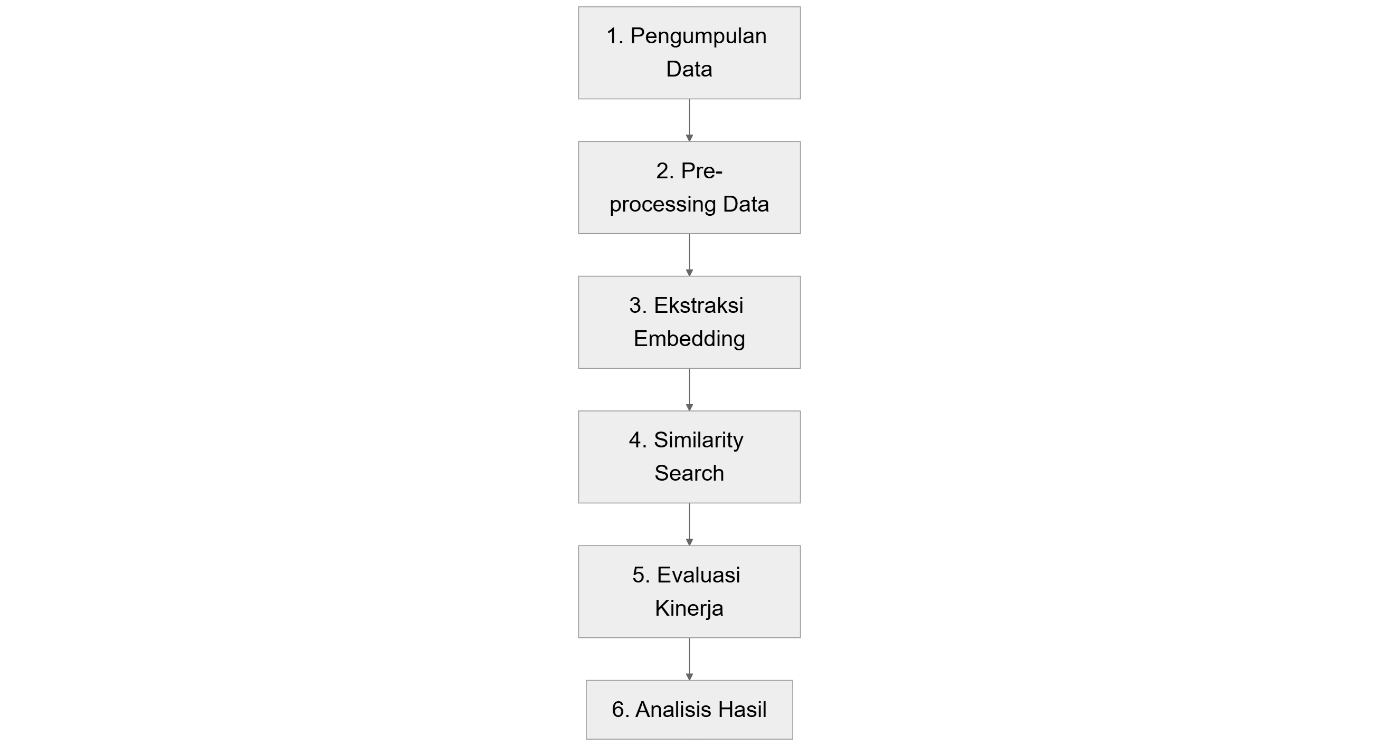 1. Pengumpulan
Data
2. Pre-
processing Data
3. Ekstraksi
Embedding
4. Similarity
Search
5. Evaluasi
Kinerja
6. Analisis Hasil